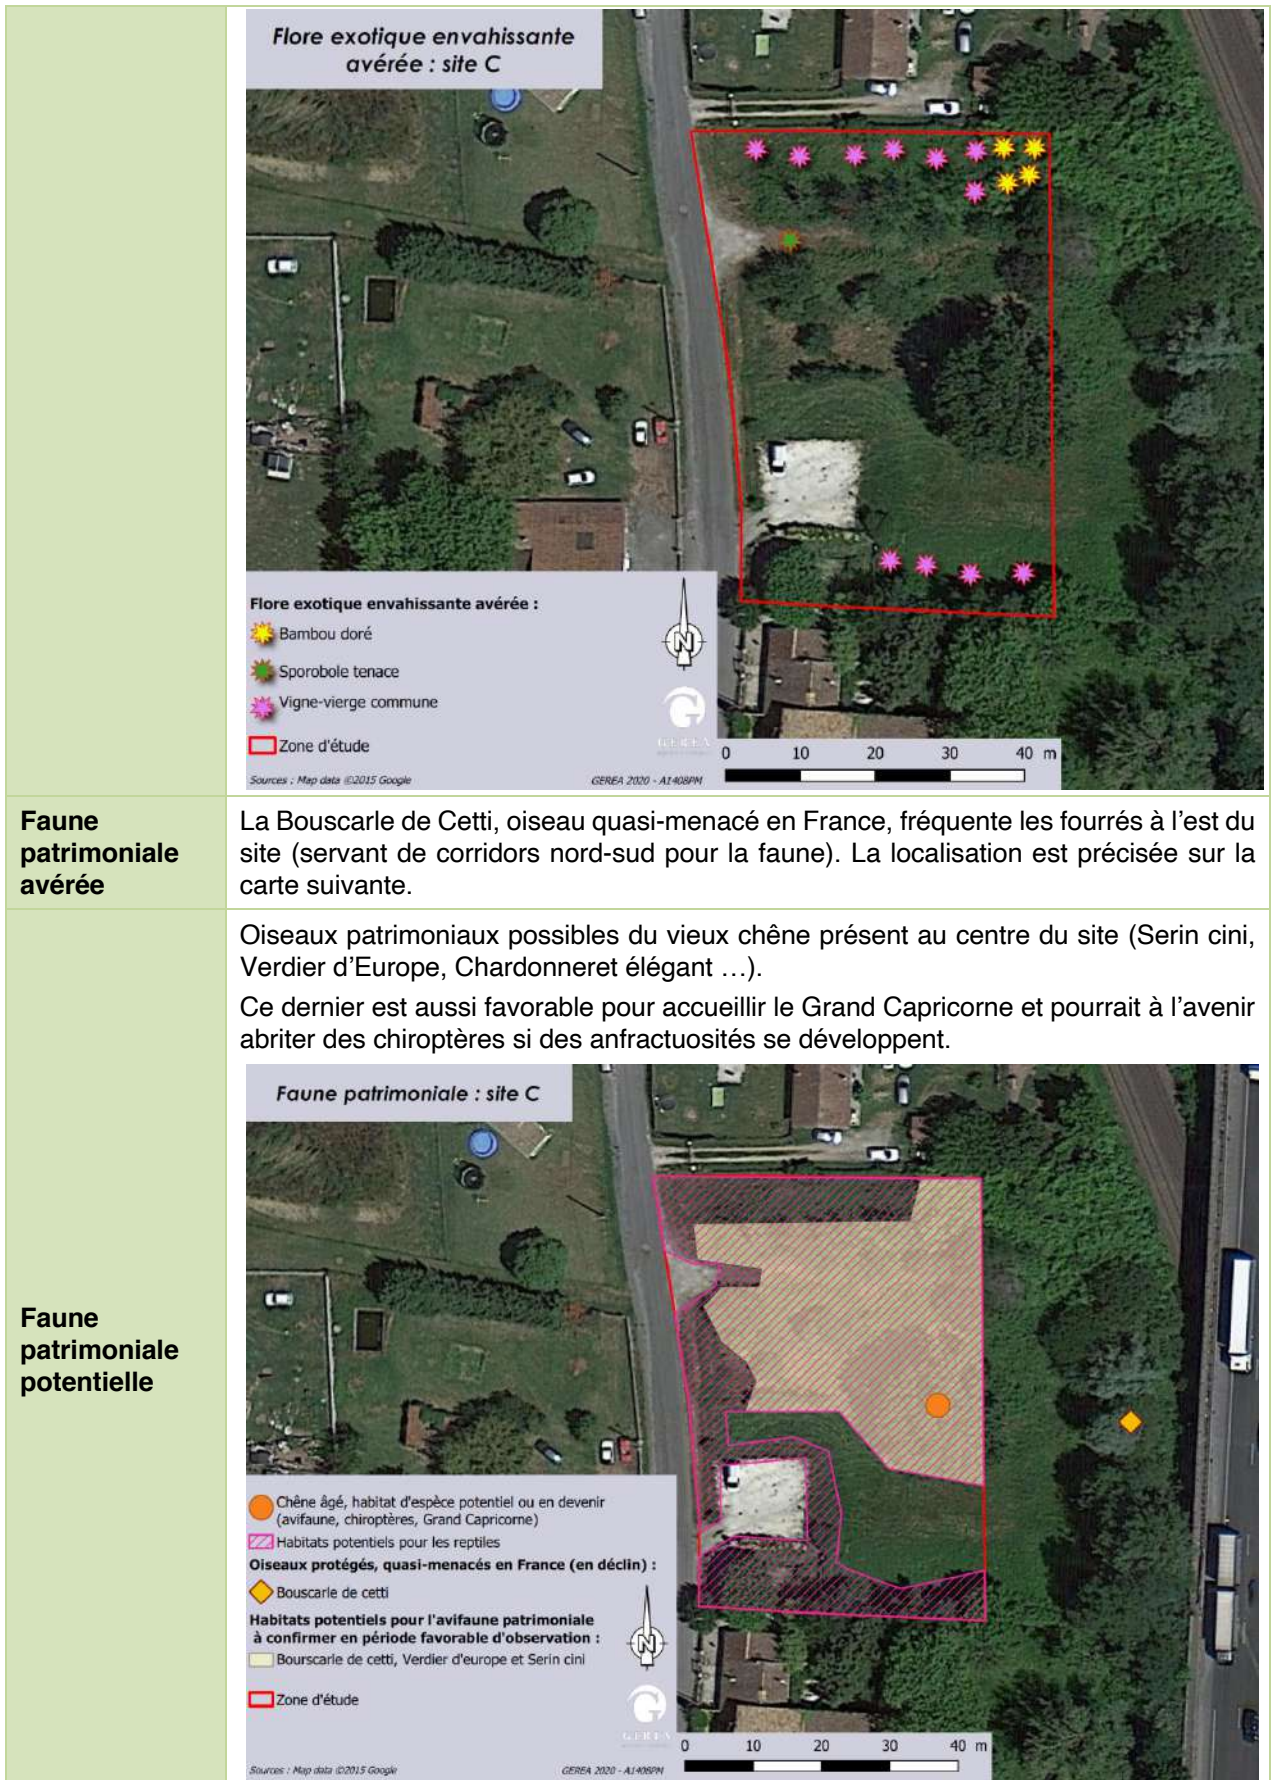 Flore exotique envahissante
avérée : site C
Flore exotique envahissante avérée :
Bambou doré
Sporobole tenace
Vigne-vierge commune
Zone d'étude
Sources : Map data ©2015 Google
GEREA 2020 - A1408PM
N
GEREA
0 10 20 30 40 m
Faune
patrimoniale
avérée
La Bouscarle de Cetti, oiseau quasi-menacé en France, fréquente les fourrés à l'est du
site (servant de corridors nord-sud pour la faune). La localisation est précisée sur la
carte suivante.
Faune
patrimoniale
potentielle
Oiseaux patrimoniaux possibles du vieux chêne présent au centre du site (Serin cini,
Verdier d'Europe, Chardonneret élégant …).
Ce dernier est aussi favorable pour accueillir le Grand Capricorne et pourrait à l'avenir
abriter des chiroptères si des anfractuosités se développent.
Faune patrimoniale : site C
Chêne âgé, habitat d'espèce potentiel ou en devenir
(avifaune, chiroptères, Grand Capricorne)
Habitats potentiels pour les reptiles
Oiseaux protégés, quasi-menacés en France (en déclin) :
Bouscarle de cetti
Habitats potentiels pour l'avifaune patrimoniale
à confirmer en période favorable d'observation :
Bourscarle de cetti, Verdier d'europe et Serin cini
Zone d'étude
Sources : Map data ©2015 Google
GEREA 2020 - A1408PM
N
GEREA
0 10 20 30 40 m